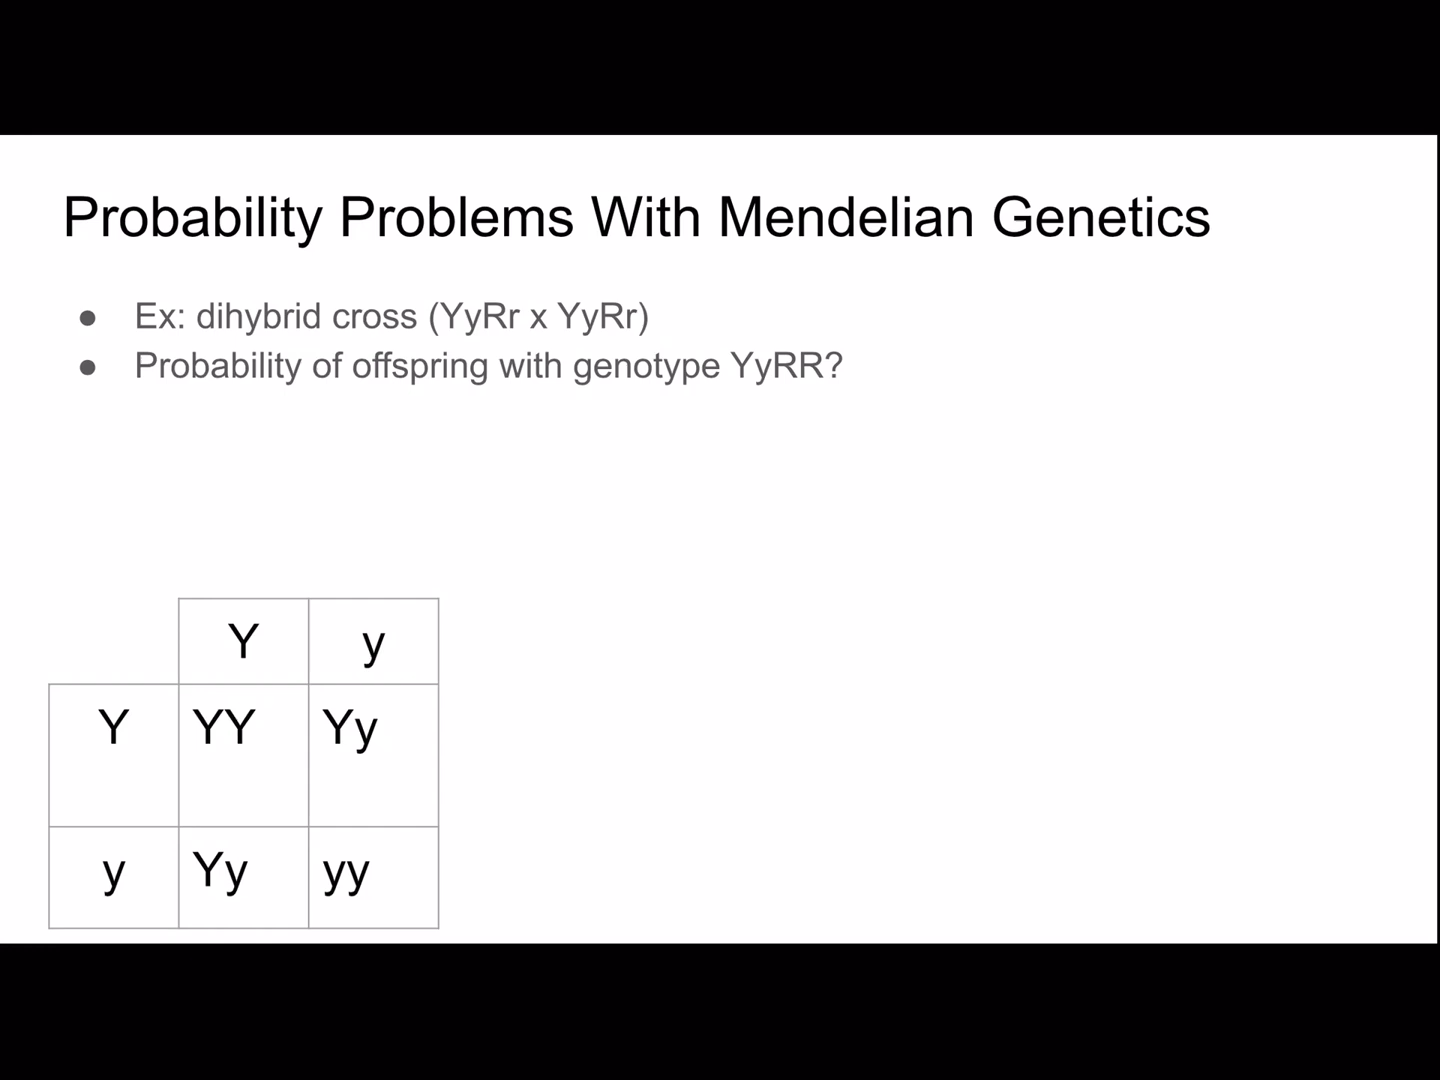 Probability Problems With Mendelian Genetics
● Ex: dihybrid cross (YyRr x YyRr)
● Probability of offspring with genotype YyRR?
Y y
Y YY Yy
y Yy yy